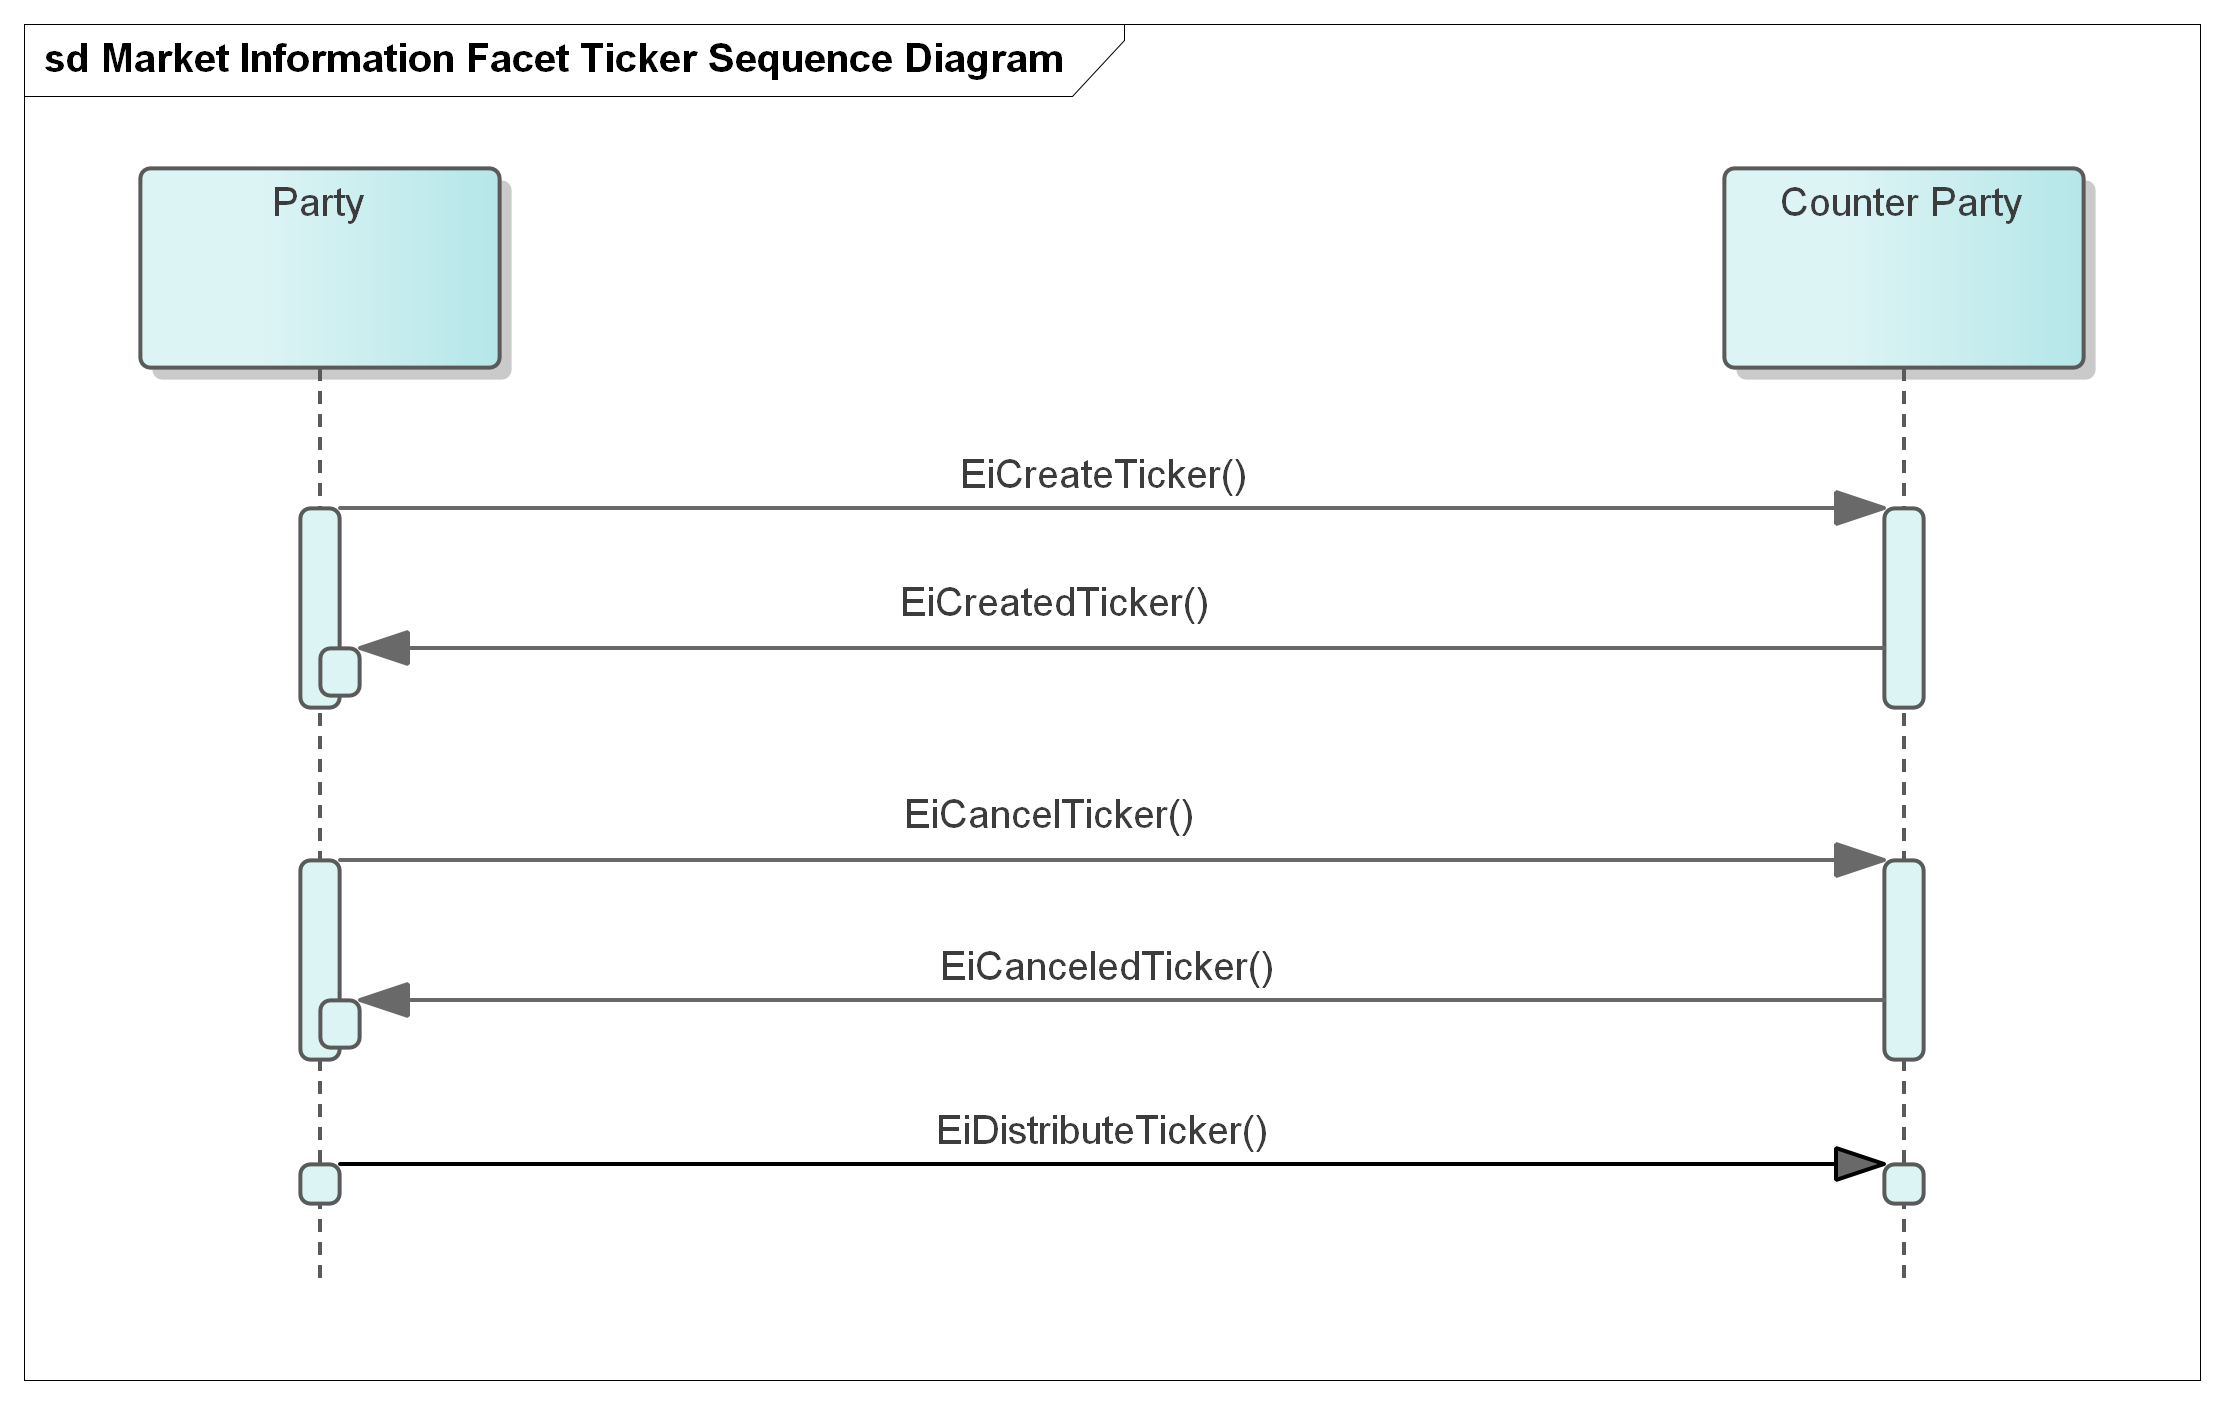 sd Market Information Facet Ticker Sequence Diagram
Party
Counter Party
EiCreateTicker()
EiCreatedTicker()
EiCancelTicker()
EiCanceledTicker()
EiDistributeTicker()